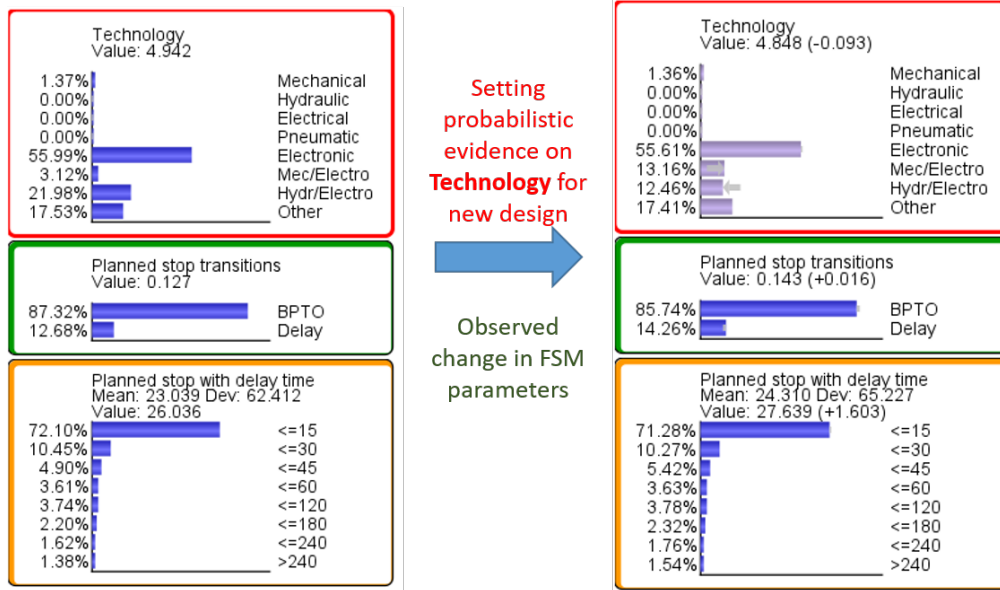 Technology
Value: 4.942
1.37% Mechanical
0.00% Hydraulic
0.00% Electrical
0.00% Pneumatic
55.99% Electronic
3.12% Mec/Electro
21.98% Hydr/Electro
17.53% Other
Planned stop transitions
Value: 0.127
87.32% BPTO
12.68% Delay
Planned stop with delay time
Mean: 23.039 Dev: 62.412
Value: 26.036
72.10% <=15
10.45% <=30
4.90% <=45
3.61% <=60
3.74% <=120
2.20% <=180
1.62% <=240
1.38% >240
Setting
probabilistic
evidence on
Technology for
new design
Observed
change in FSM
parameters
Technology
Value: 4.848 (-0.093)
1.36% Mechanical
0.00% Hydraulic
0.00% Electrical
0.00% Pneumatic
55.61% Electronic
13.16% Mec/Electro
12.46% Hydr/Electro
17.41% Other
Planned stop transitions
Value: 0.143 (+0.016)
85.74% BPTO
14.26% Delay
Planned stop with delay time
Mean: 24.310 Dev: 65.227
Value: 27.639 (+1.603)
71.28% <=15
10.27% <=30
5.42% <=45
3.63% <=60
3.78% <=120
2.32% <=180
1.76% <=240
1.54% >240